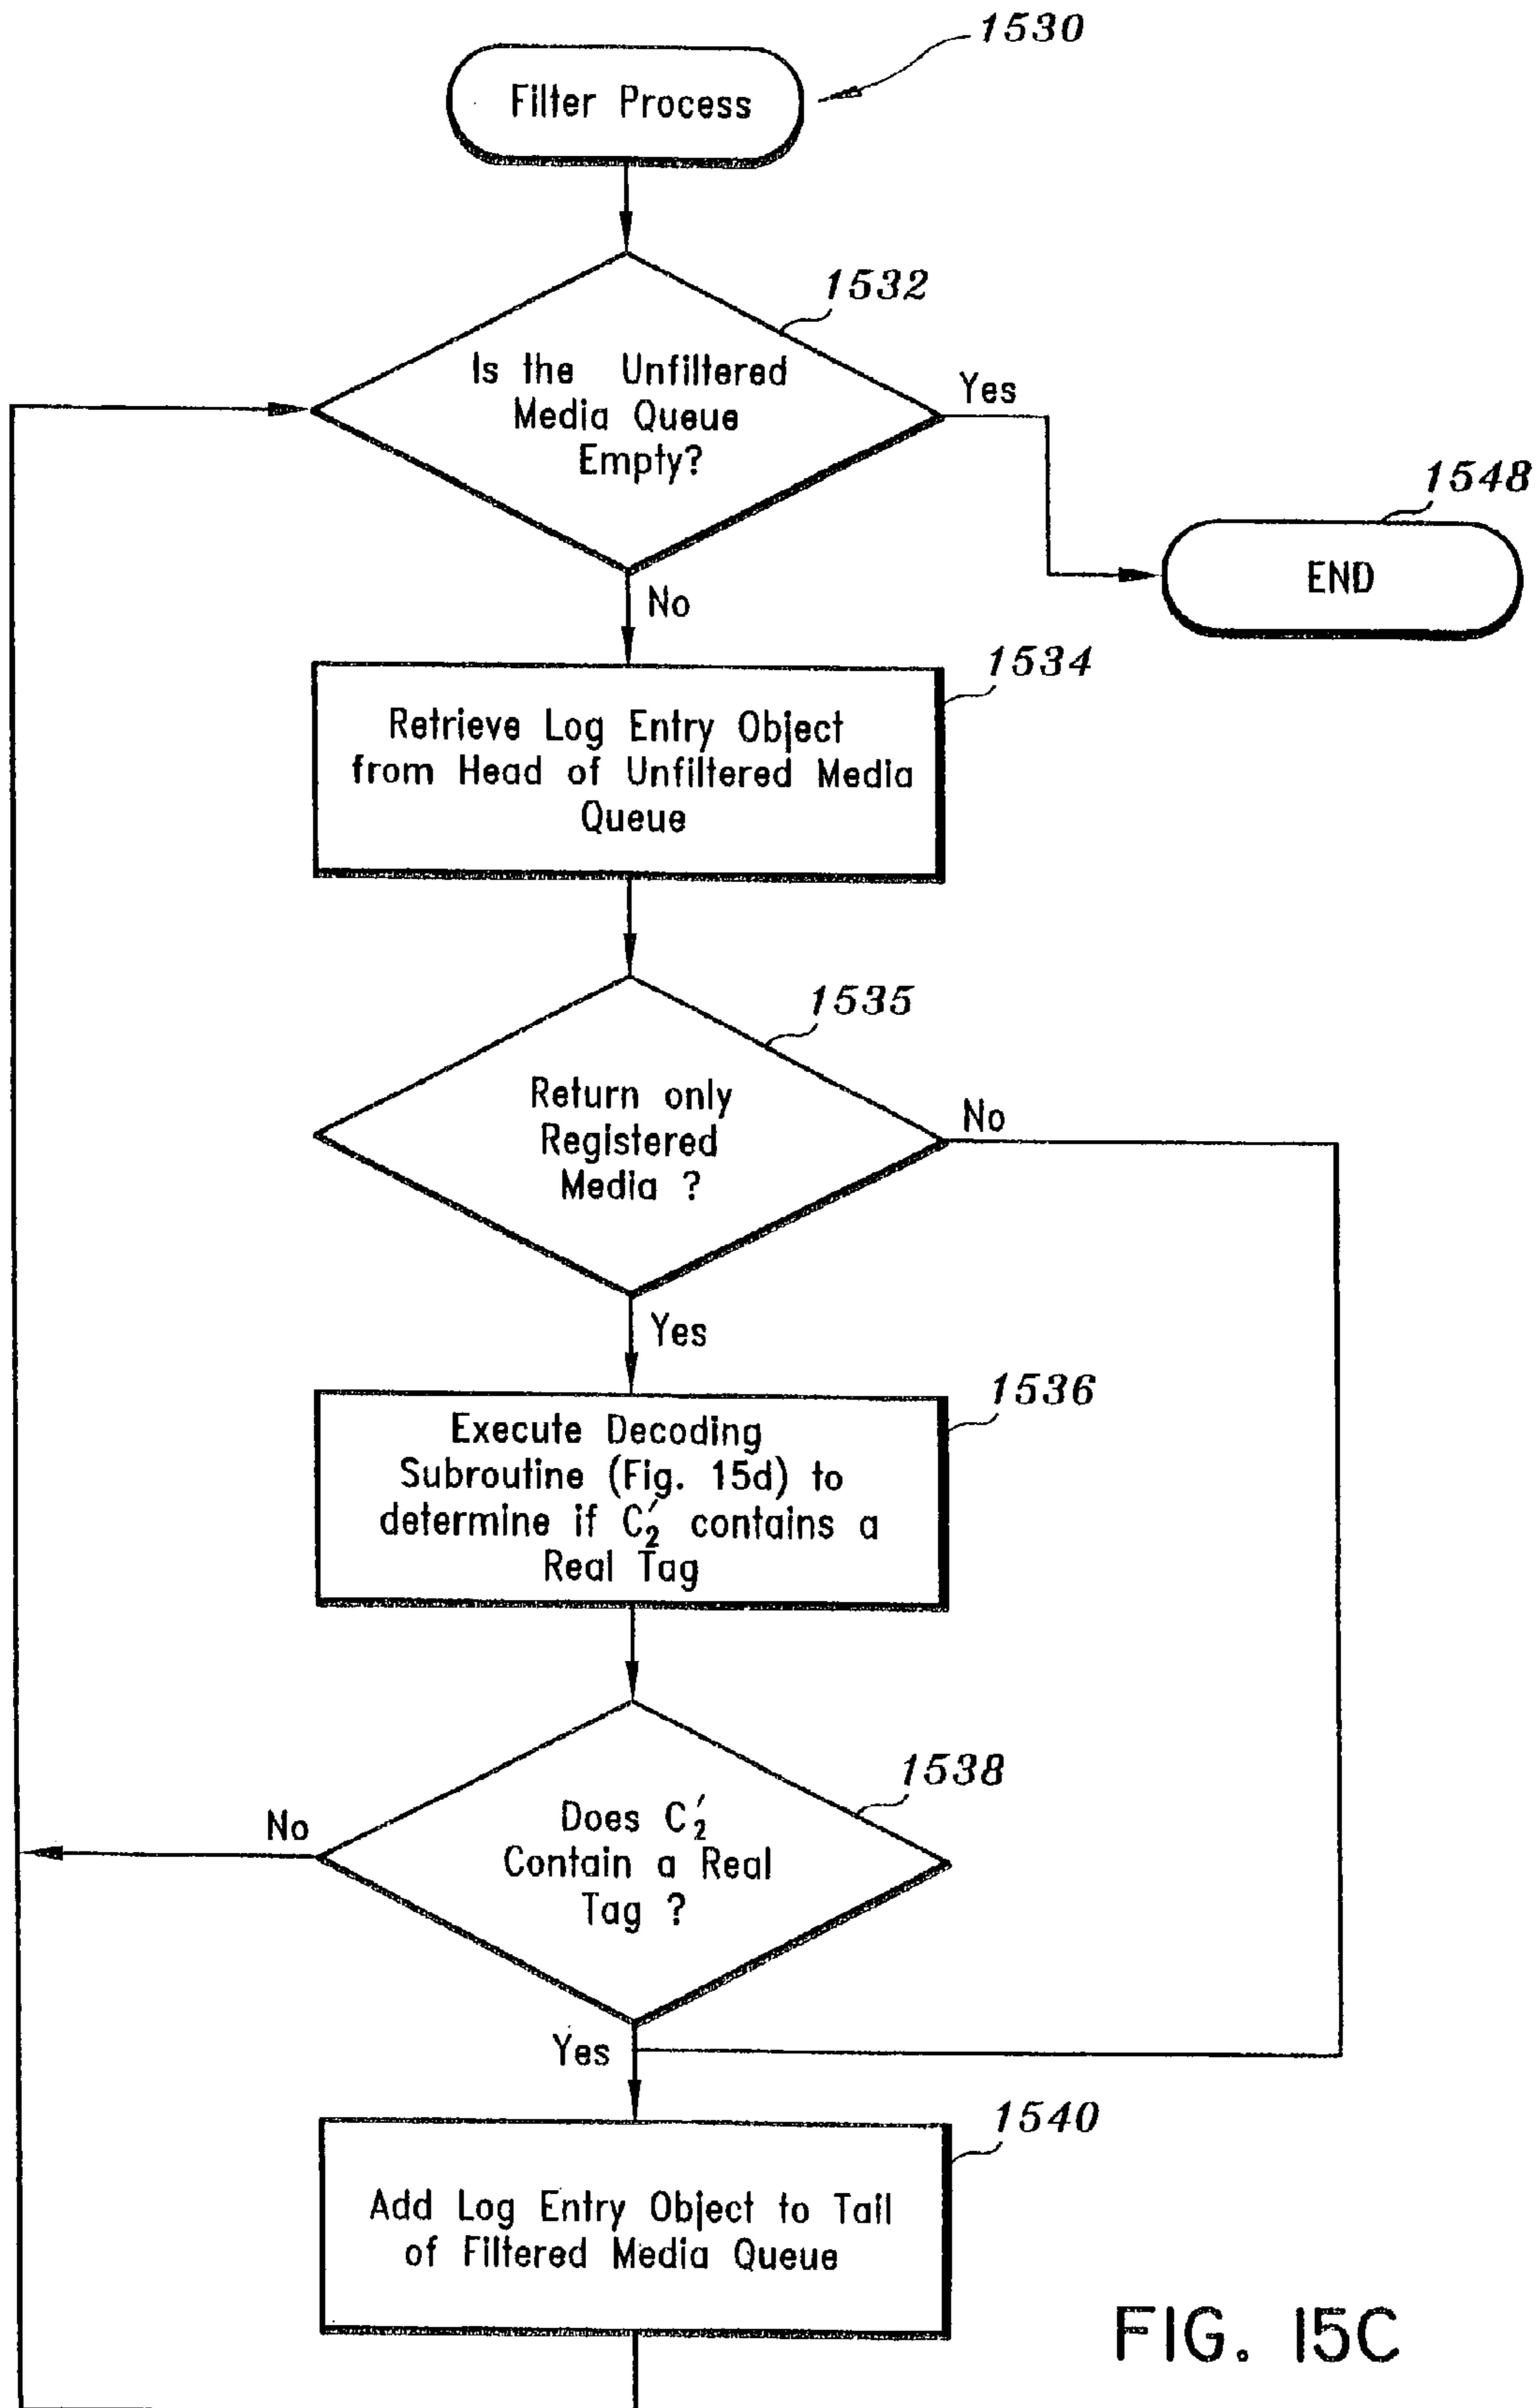 1530
Filter Process
1532
Is the Unfiltered
Media Queue
Empty?
Yes
1548
END
No
1534
Retrieve Log Entry Object
from Head of Unfiltered Media
Queue
1535
Return only
Registered
Media ?
No
Yes
1536
Execute Decoding
Subroutine (Fig. 15d) to
determine if C₂′ contains a
Real Tag
1538
Does C₂′
Contain a Real
Tag ?
No
Yes
1540
Add Log Entry Object to Tail
of Filtered Media Queue
FIG. 15C